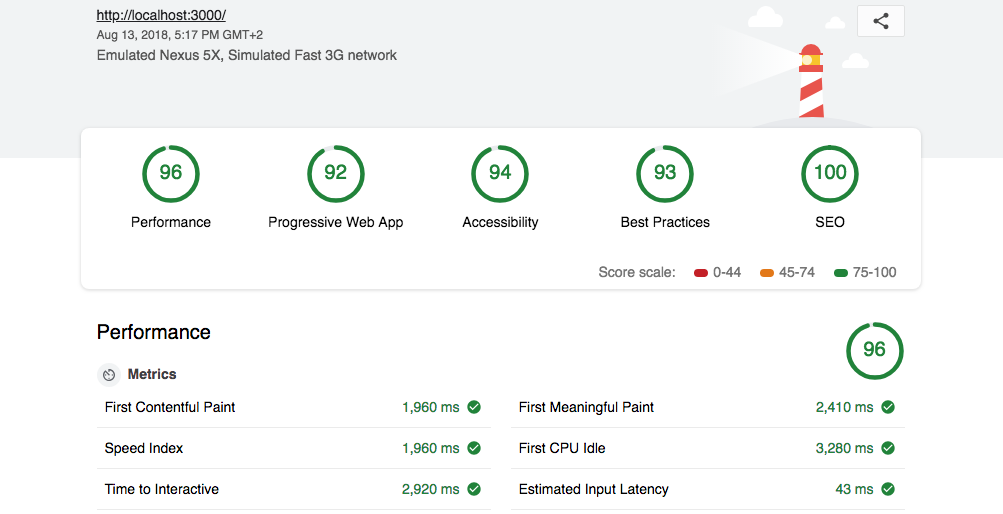 http://localhost:3000/
Aug 13, 2018, 5:17 PM GMT+2
Emulated Nexus 5X, Simulated Fast 3G network
96 92 94 93 100
Performance Progressive Web App Accessibility Best Practices SEO
Score scale: 0-44 45-74 75-100
Performance 96
Metrics
First Contentful Paint 1,960 ms First Meaningful Paint 2,410 ms
Speed Index 1,960 ms First CPU Idle 3,280 ms
Time to Interactive 2,920 ms Estimated Input Latency 43 ms